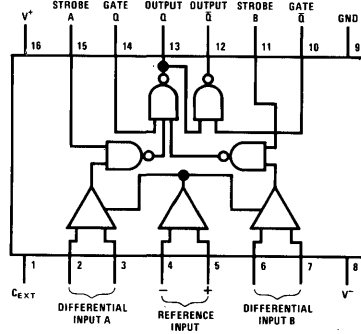 V+ STROBE A GATE Q OUTPUT Q OUTPUT Q̅ STROBE B GATE Q̅ GND
16 15 14 13 12 11 10 9
1 2 3 4 5 6 7 8
− +
CEXT DIFFERENTIAL INPUT A REFERENCE INPUT DIFFERENTIAL INPUT B V−